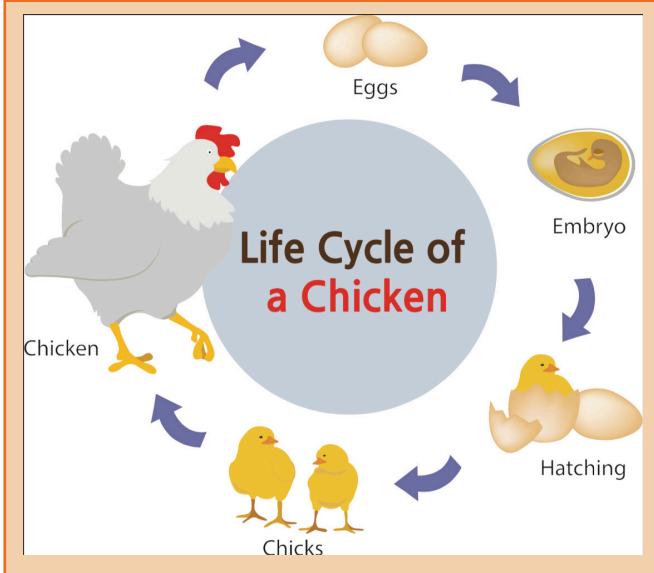 Eggs
Embryo
Life Cycle of
a Chicken
Chicken
Hatching
Chicks